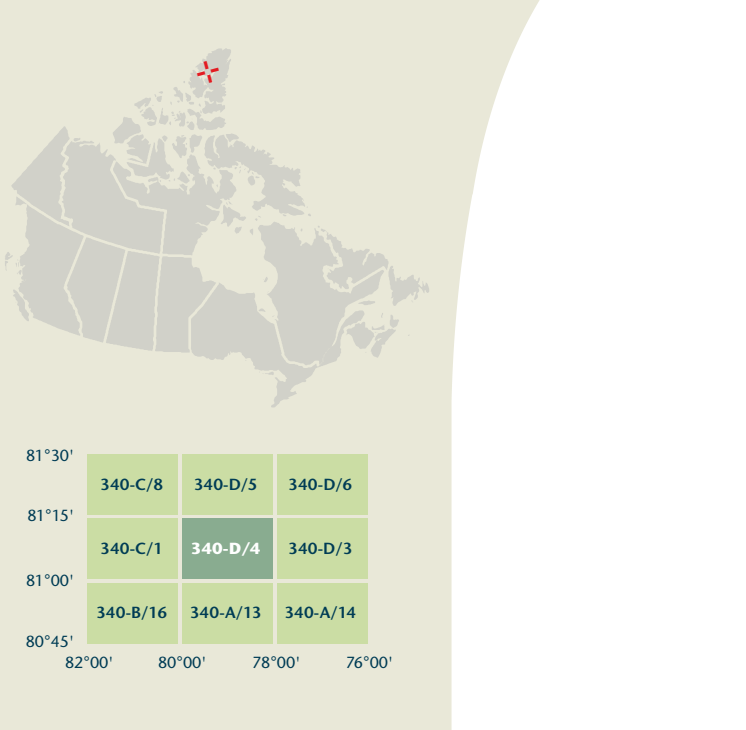 81°30'
340-C/8 340-D/5 340-D/6
81°15'
340-C/1 340-D/4 340-D/3
81°00'
340-B/16 340-A/13 340-A/14
80°45'
82°00' 80°00' 78°00' 76°00'